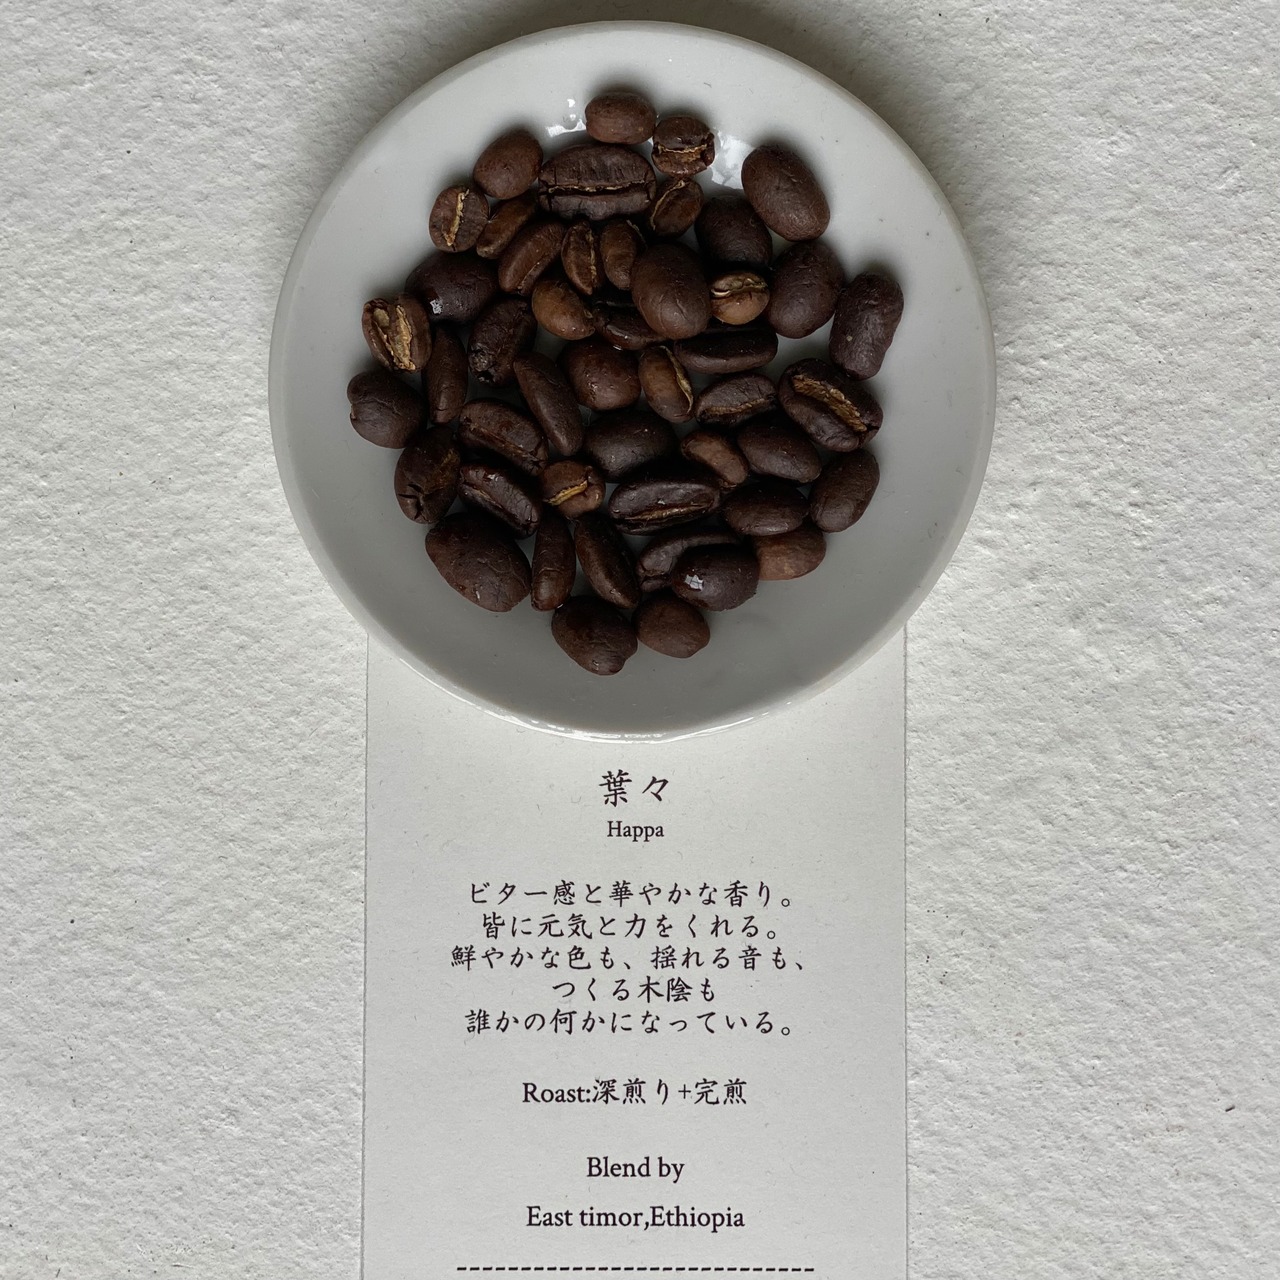 葉々
Happa
ビター感と華やかな香り。
皆に元気と力をくれる。
鮮やかな色も、揺れる音も、
つくる木陰も
誰かの何かになっている。
Roast:深煎り+完煎
Blend by
East timor,Ethiopia